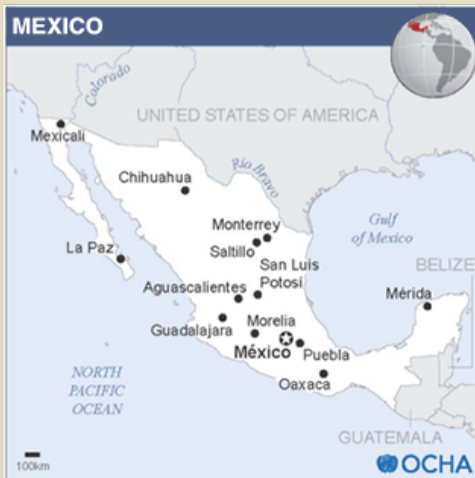 MEXICO
Colorado
UNITED STATES OF AMERICA
Mexicali
Río Bravo
Chihuahua
Monterrey
Saltillo
Gulf
of Mexico
La Paz
San Luis
Potosí
BELIZE
Aguascalientes
Mérida
Guadalajara
Morelia
México
Puebla
Oaxaca
NORTH
PACIFIC
OCEAN
GUATEMALA
100km
OCHA